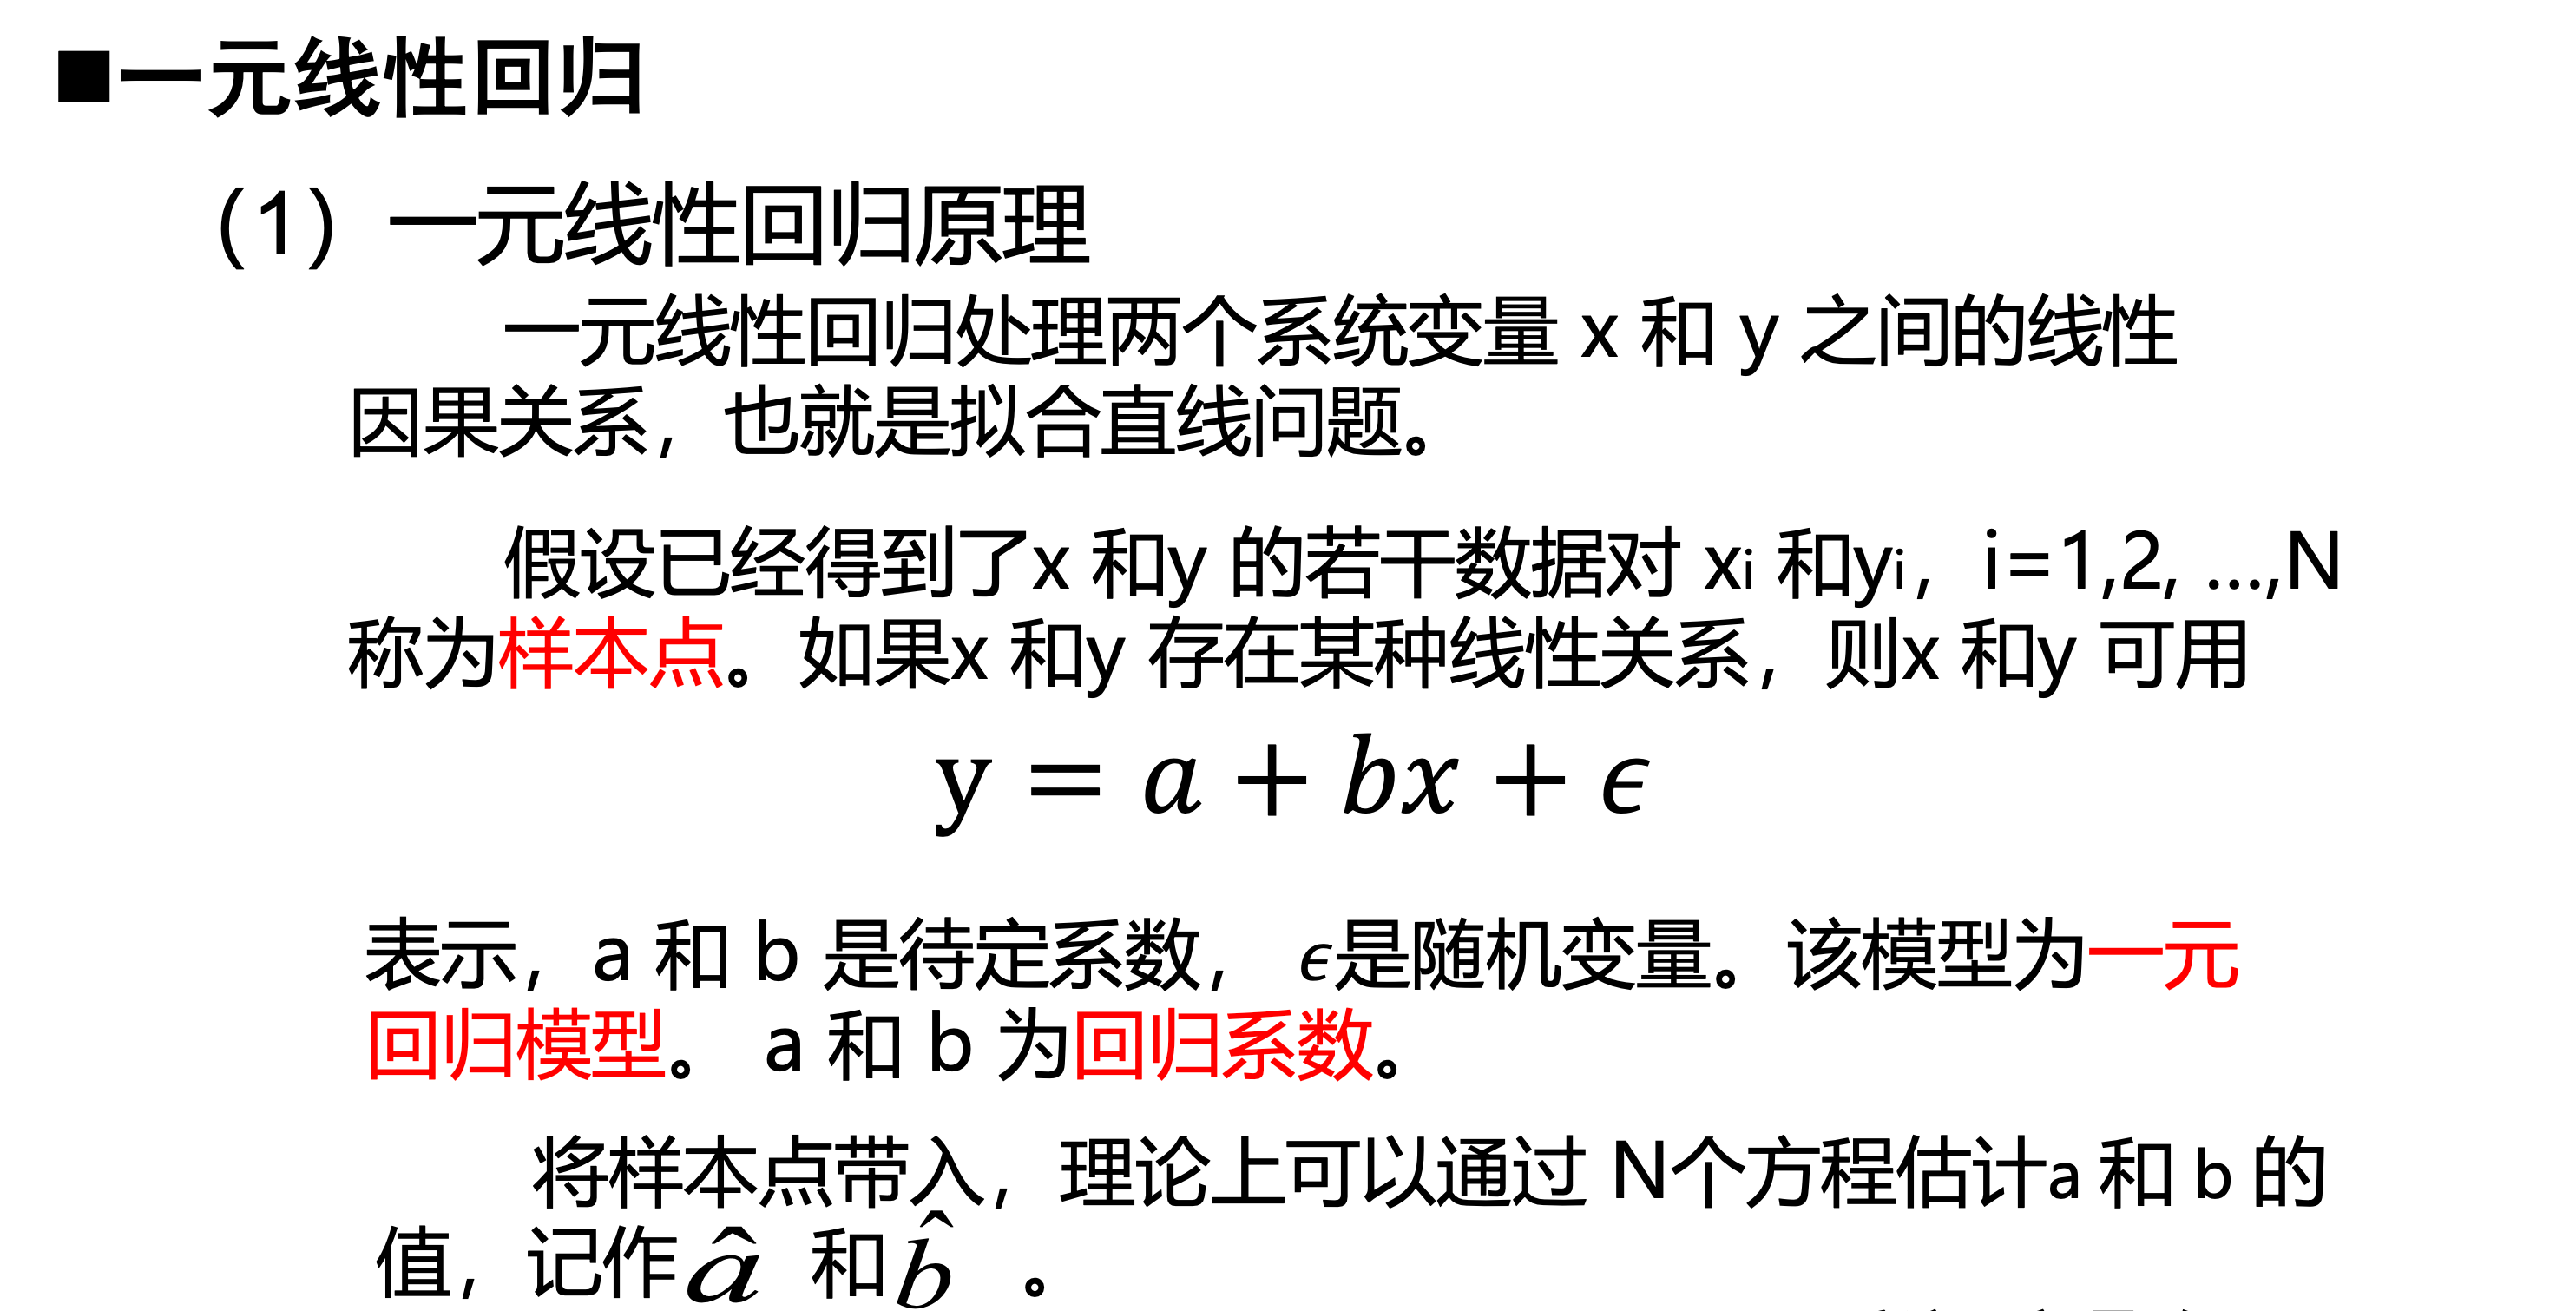 ■一元线性回归
（1）一元线性回归原理
一元线性回归处理两个系统变量 x 和 y 之间的线性
因果关系，也就是拟合直线问题。
假设已经得到了x 和y 的若干数据对 xi 和yi，i=1,2, …,N
称为样本点。如果x 和y 存在某种线性关系，则x 和y 可用
y = a + bx + ϵ
表示，a 和 b 是待定系数， ϵ是随机变量。该模型为一元
回归模型。 a 和 b 为回归系数。
将样本点带入，理论上可以通过 N个方程估计a 和 b 的
值，记作â 和b̂ 。